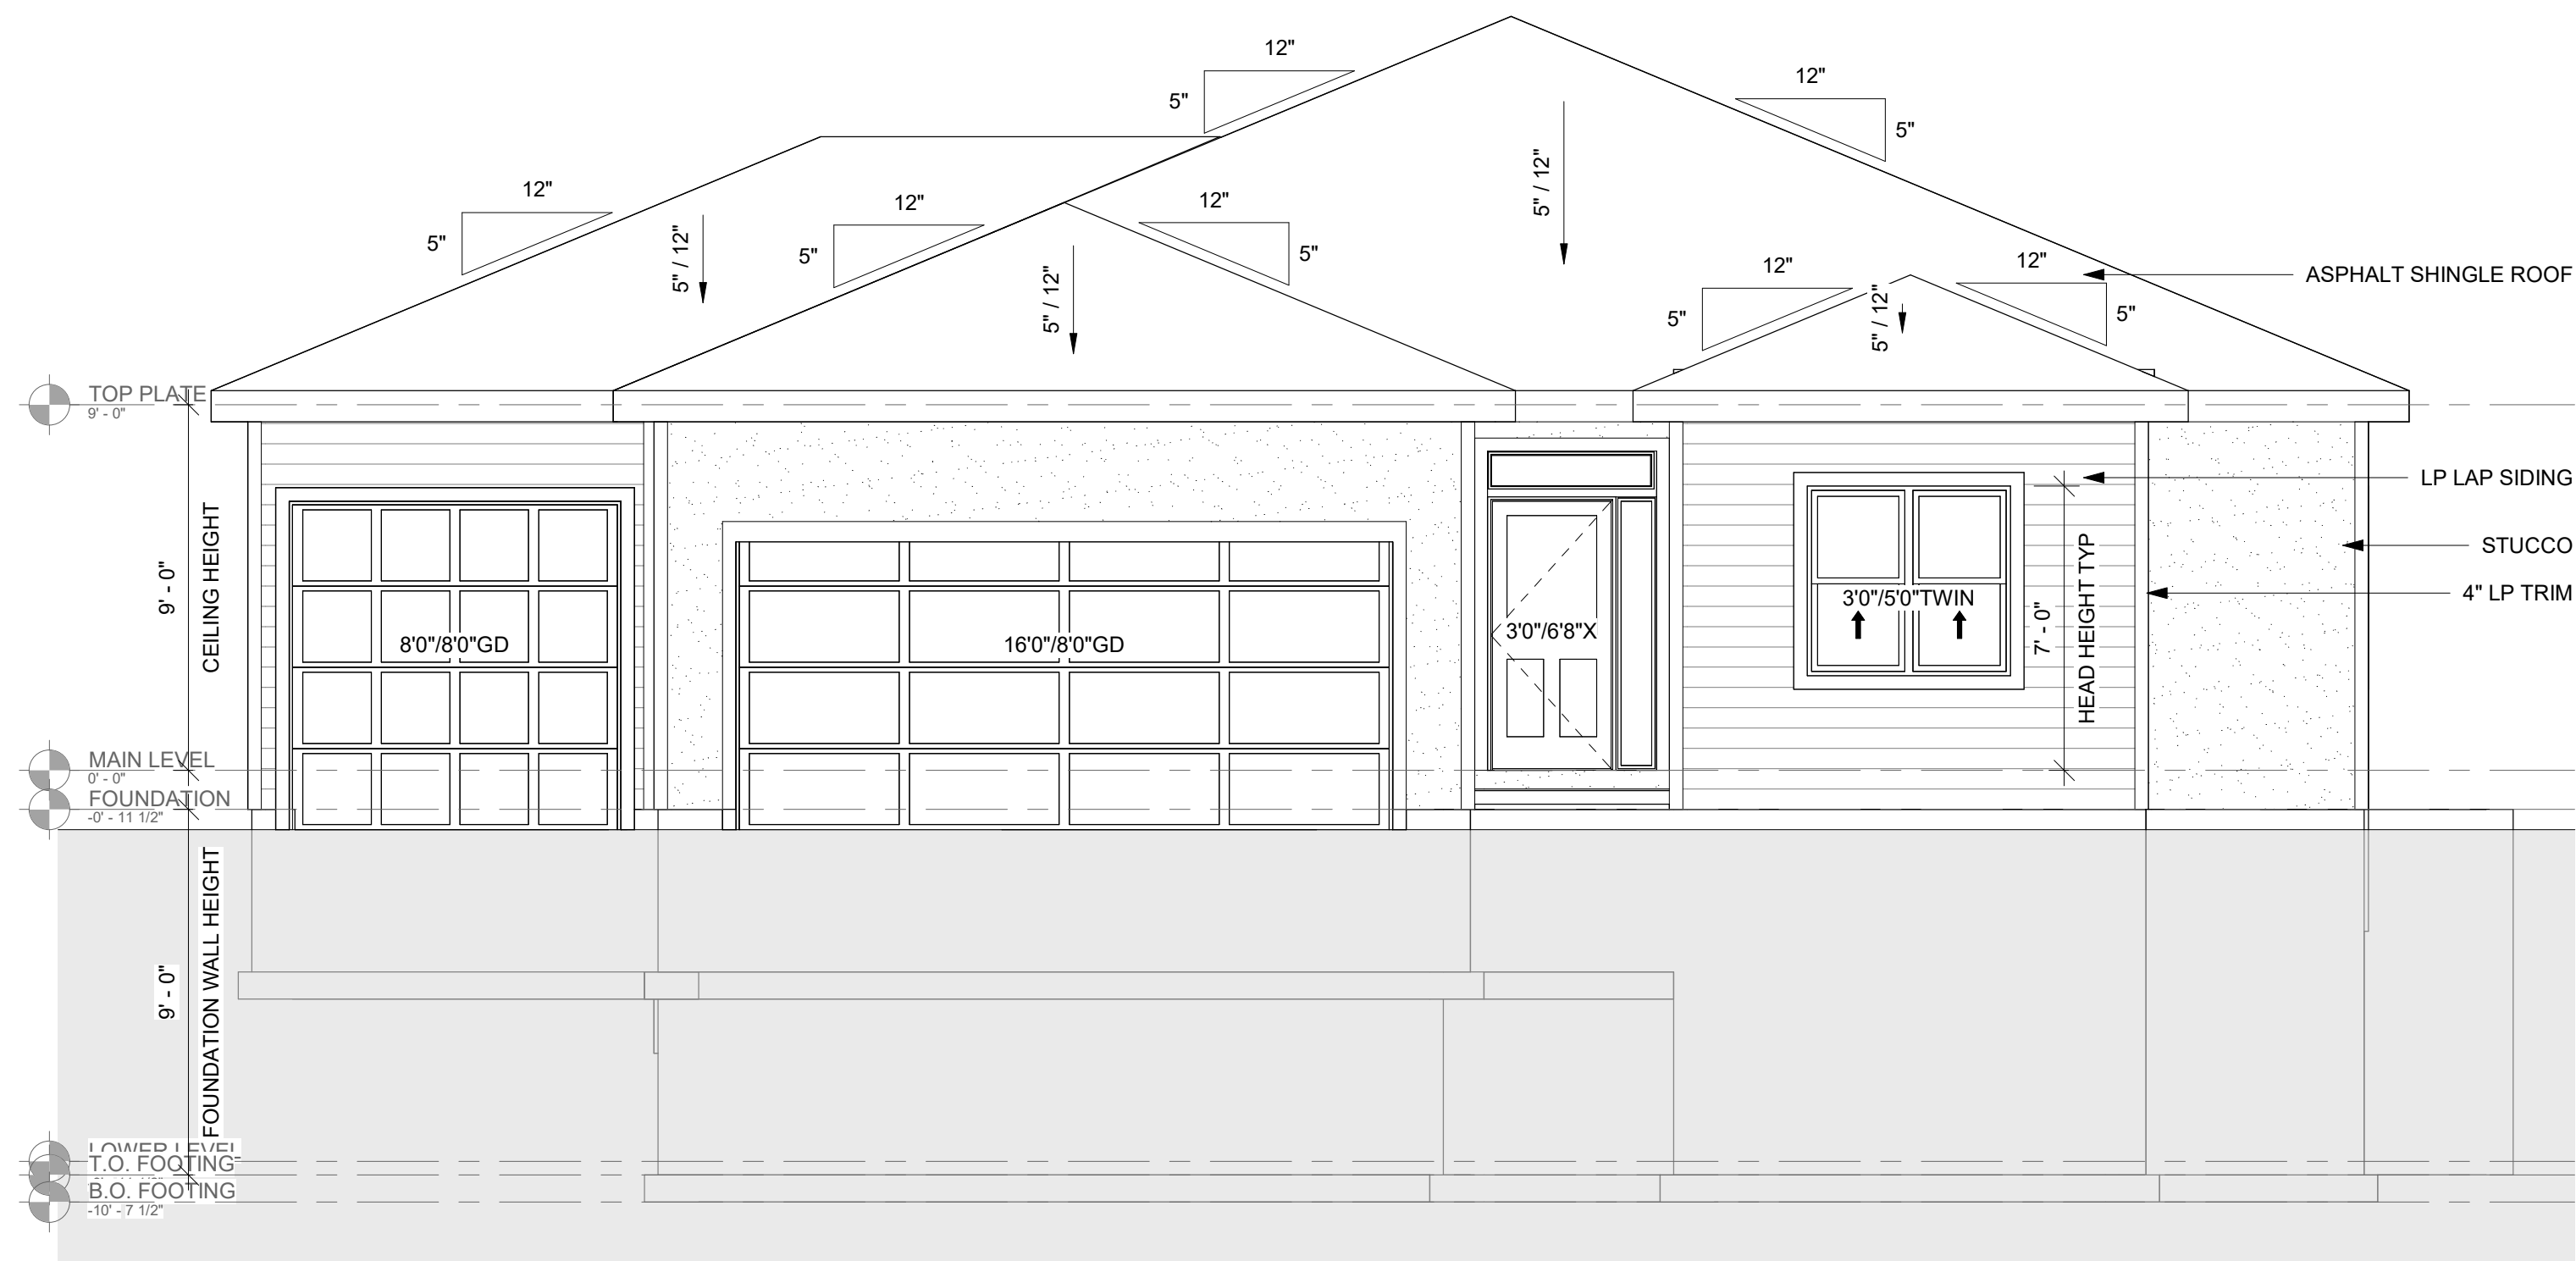 12"
5"
12"
5"
12"
5"
12"
5"
12"
5"
12"
5"
12"
5"
5" / 12"
5" / 12"
5" / 12"
5" / 12"
ASPHALT SHINGLE ROOF
TOP PLATE
9' - 0"
LP LAP SIDING
STUCCO
4" LP TRIM
9' - 0"
CEILING HEIGHT
8'0"/8'0"GD
16'0"/8'0"GD
3'0"/6'8"X
3'0"/5'0"TWIN
7' - 0"
HEAD HEIGHT TYP
MAIN LEVEL
0' - 0"
FOUNDATION
-0' - 11 1/2"
9' - 0"
FOUNDATION WALL HEIGHT
LOWER LEVEL
T.O. FOOTING
B.O. FOOTING
-10' - 7 1/2"